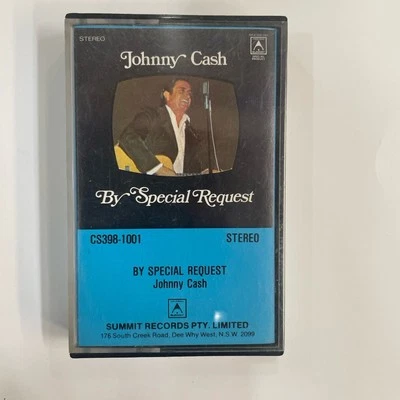 STEREO
Johnny Cash
By Special Request
CS398-1001 STEREO
BY SPECIAL REQUEST
Johnny Cash
SUMMIT RECORDS PTY. LIMITED
178 South Creek Road, Dee Why West, N.S.W. 2099